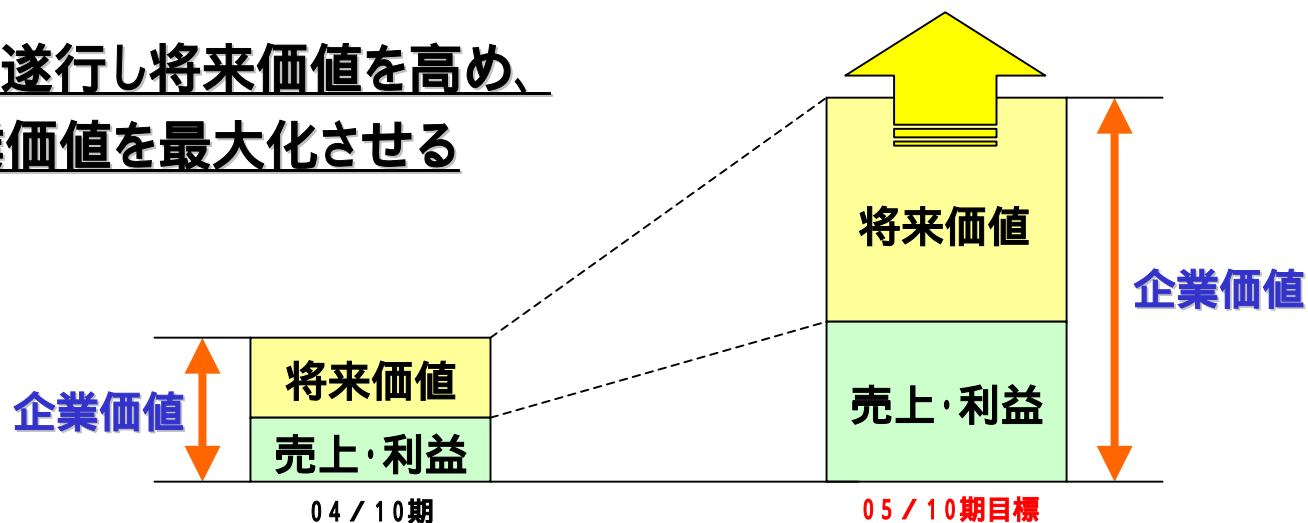 遂行し将来価値を高め、
業価値を最大化させる
将来価値
企業価値
将来価値
企業価値
売上・利益
売上・利益
04/10期
05/10期目標